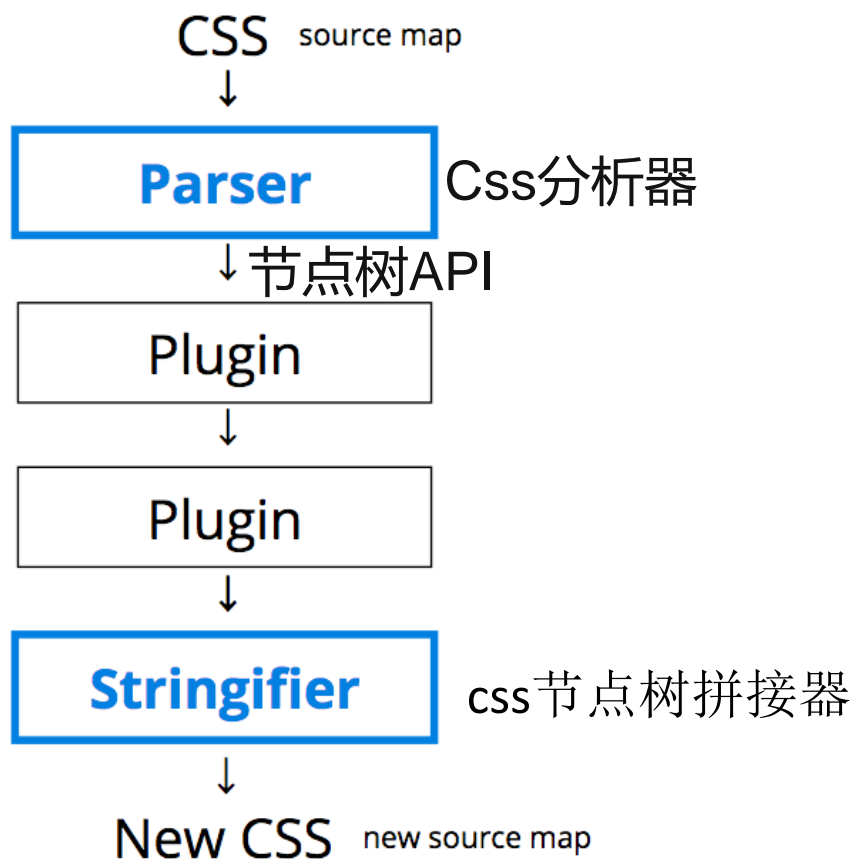 CSS source map
Parser Css分析器
节点树API
Plugin
Plugin
Stringifier css节点树拼接器
New CSS new source map